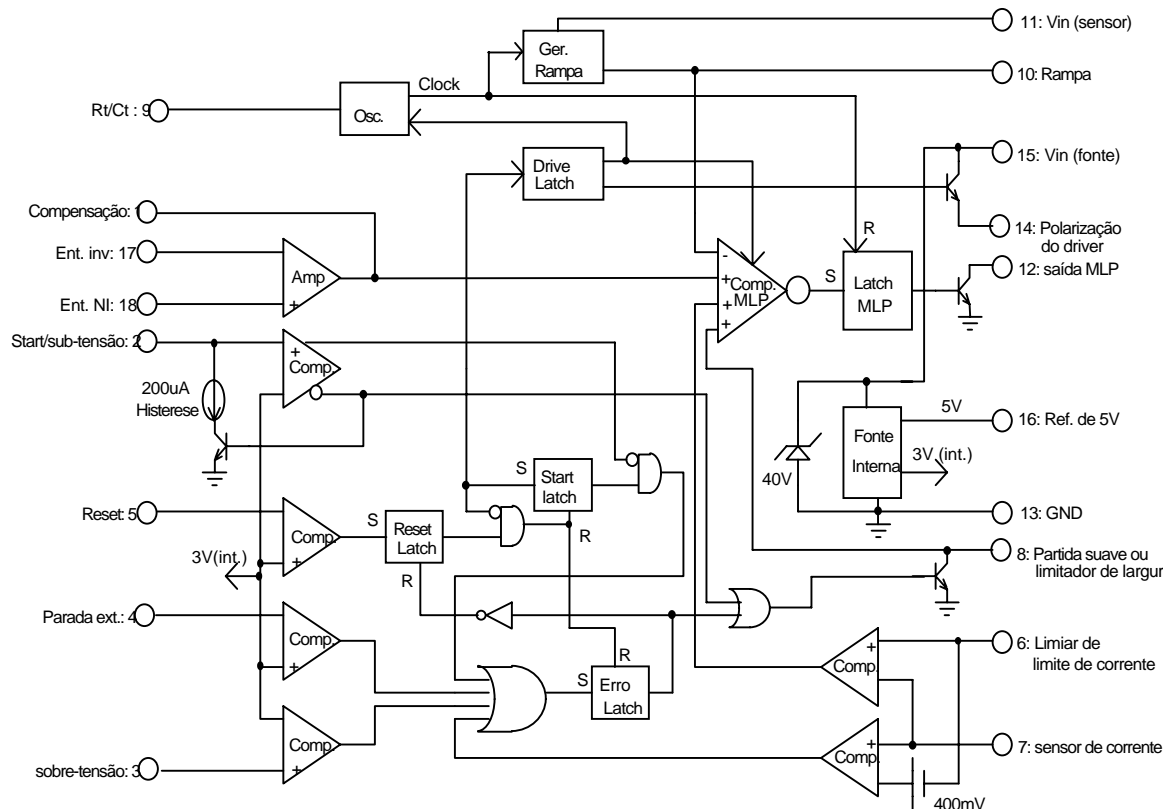 11: Vin (sensor)
Ger.
Rampa
10: Rampa
Clock
Rt/Ct : 9
Osc.
15: Vin (fonte)
Drive
Latch
Compensação: 1
R
14: Polarização
do driver
Ent. inv: 17
-
12: saída MLP
Amp
+
Comp.
MLP
S
Latch
MLP
Ent. NI: 18
+
+
+
Start/sub-tensão: 2
+
Comp.
200uA
Histerese
5V
16: Ref. de 5V
Fonte
Interna
3V (int.)
40V
S
Start
latch
Reset: 5
S
13: GND
Comp.
Reset
Latch
R
8: Partida suave ou
limitador de largur
3V(int.)
+
R
Parada ext.: 4
Comp.
+
R
+
6: Limiar de
limite de corrente
Comp.
S
Erro
Latch
Comp.
+
7: sensor de corrente
Comp.
sobre-tensão: 3
+
400mV